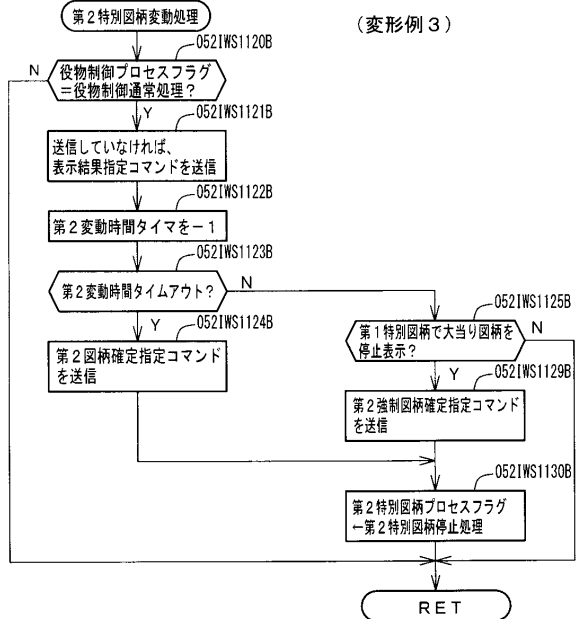 第２特別図柄変動処理
（変形例３）
052IWS1120B
N
役物制御プロセスフラグ
＝役物制御通常処理？
Y
052IWS1121B
送信していなければ、
表示結果指定コマンドを送信
052IWS1122B
第２変動時間タイマを－１
052IWS1123B
第２変動時間タイムアウト？
N
Y
052IWS1124B
第２図柄確定指定コマンド
を送信
052IWS1125B
第１特別図柄で大当り図柄を
停止表示？
N
Y
052IWS1129B
第２強制図柄確定指定コマンド
を送信
052IWS1130B
第２特別図柄プロセスフラグ
←第２特別図柄停止処理
ＲＥＴ